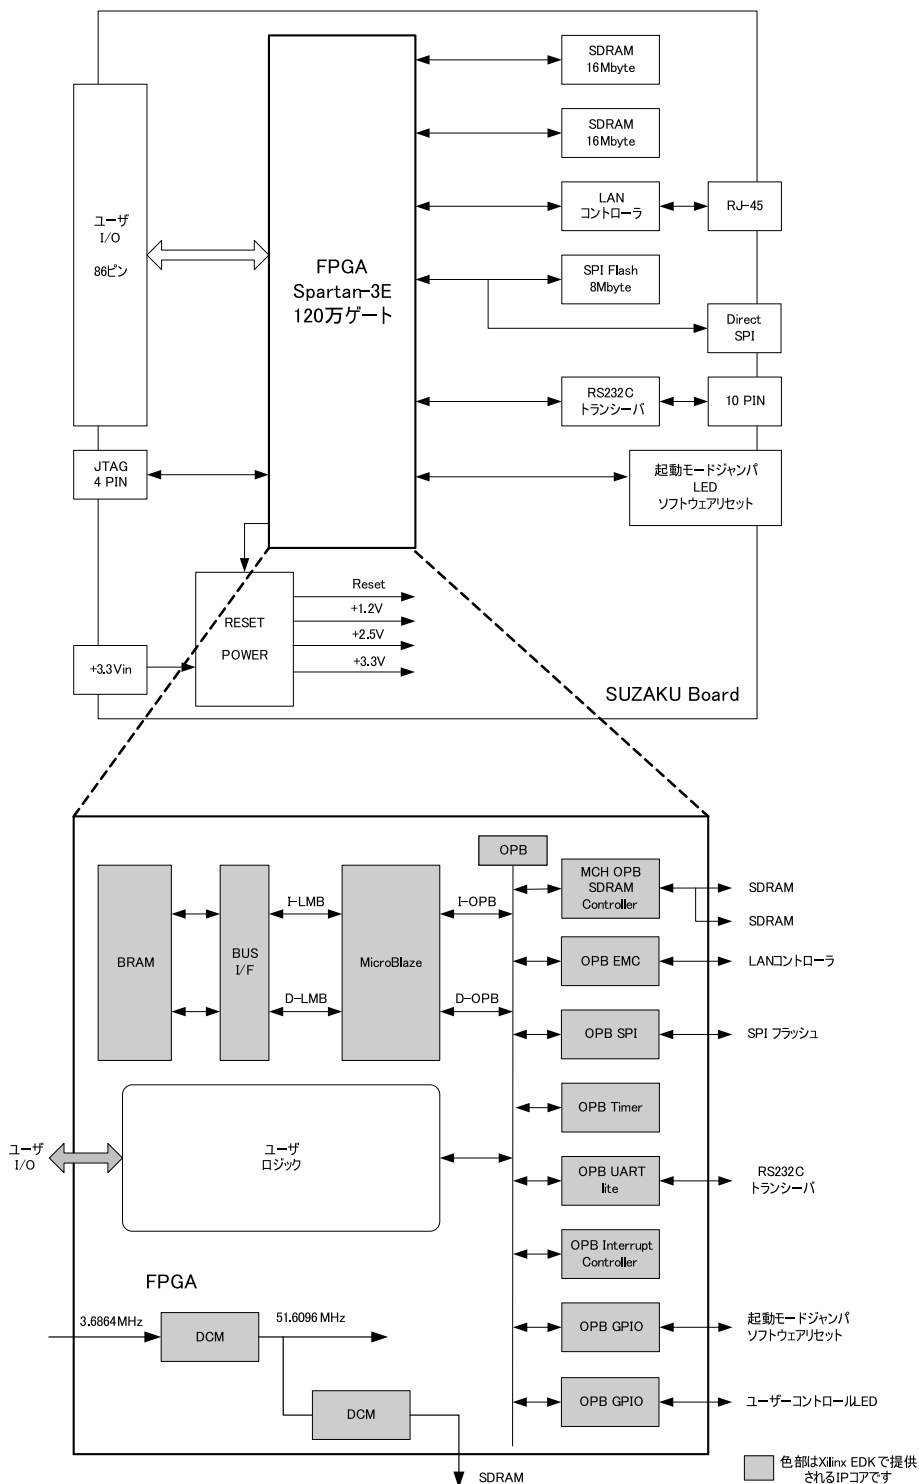 SDRAM
16Mbyte
SDRAM
16Mbyte
LAN
コントローラ
RJ-45
ユーザ
I/O
86ピン
FPGA
Spartan-3E
120万ゲート
SPI Flash
8Mbyte
Direct
SPI
RS232C
トランシーバ
10 PIN
JTAG
4 PIN
起動モードジャンパ
LED
ソフトウェアリセット
RESET
POWER
Reset
+1.2V
+2.5V
+3.3V
+3.3Vin
SUZAKU Board
OPB
MCH OPB
SDRAM
Controller
SDRAM
SDRAM
BRAM
BUS
I/F
MicroBlaze
I-LMB
I-OPB
D-LMB
D-OPB
OPB EMC
LANコントローラ
OPB SPI
SPI フラッシュ
OPB Timer
ユーザ
I/O
ユーザ
ロジック
OPB UART
lite
RS232C
トランシーバ
OPB Interrupt
Controller
FPGA
3.6864MHz
DCM
51.6096 MHz
OPB GPIO
起動モードジャンパ
ソフトウェアリセット
DCM
OPB GPIO
ユーザーコントロールLED
SDRAM
色部はXilinx EDKで提供
されるIPコアです